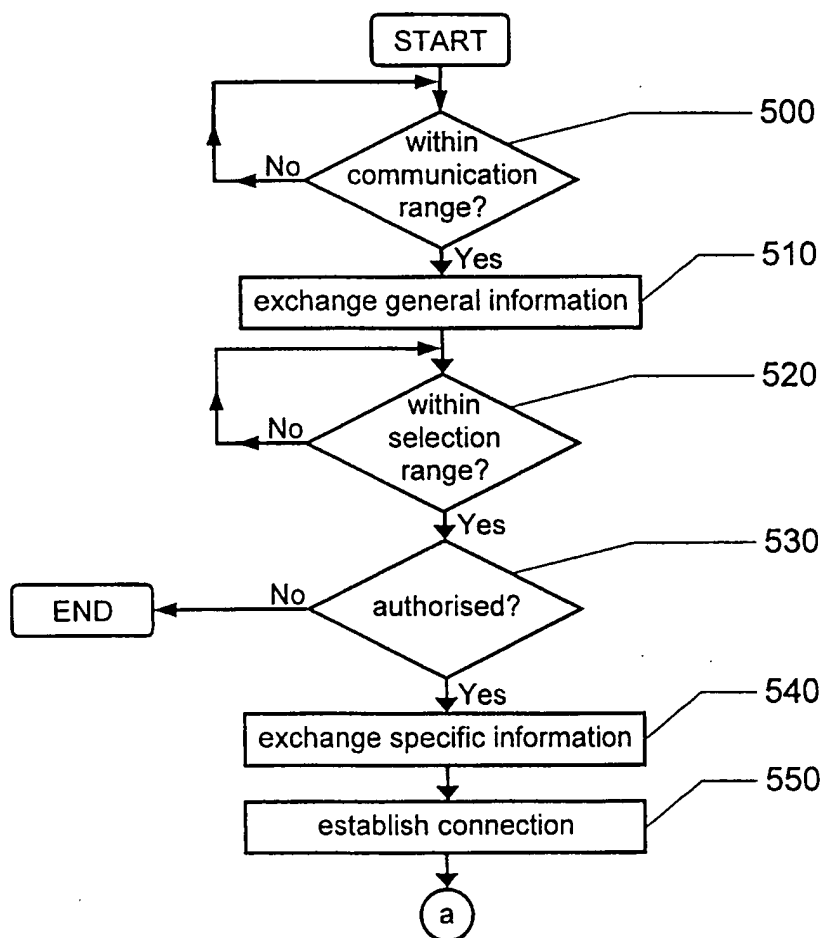 START
500
within
communication
range?
No
Yes
510
exchange general information
520
within
selection
range?
No
Yes
530
authorised?
No
END
Yes
540
exchange specific information
550
establish connection
a